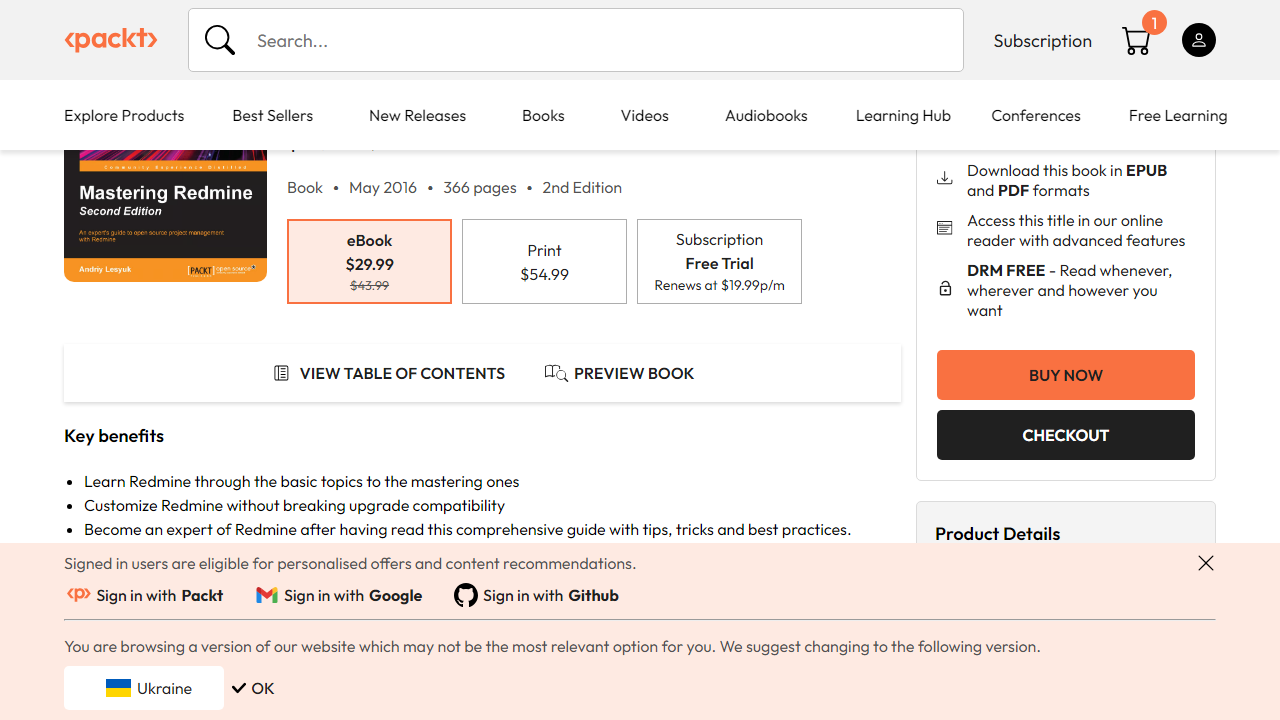 <packt>
Search...
Subscription
1
Explore Products
Best Sellers
New Releases
Books
Videos
Audiobooks
Learning Hub
Conferences
Free Learning
Community Experience Distilled
Mastering Redmine
Second Edition
An expert's guide to open source project management
with Redmine
Andriy Lesyuk
[PACKT] open source*
Book • May 2016 • 366 pages • 2nd Edition
eBook
$29.99
$43.99
Print
$54.99
Subscription
Free Trial
Renews at $19.99p/m
VIEW TABLE OF CONTENTS
PREVIEW BOOK
Key benefits
• Learn Redmine through the basic topics to the mastering ones
• Customize Redmine without breaking upgrade compatibility
• Become an expert of Redmine after having read this comprehensive guide with tips, tricks and best practices.
Download this book in EPUB
and PDF formats
Access this title in our online
reader with advanced features
DRM FREE - Read whenever,
wherever and however you
want
BUY NOW
CHECKOUT
Product Details
Signed in users are eligible for personalised offers and content recommendations.
<p> Sign in with Packt
Sign in with Google
Sign in with Github
You are browsing a version of our website which may not be the most relevant option for you. We suggest changing to the following version.
Ukraine
OK